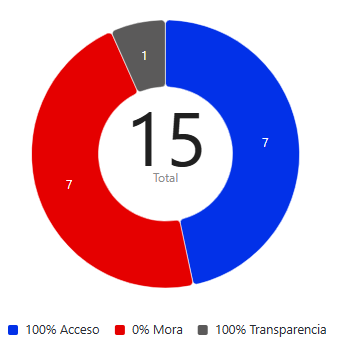 1
15
Total
7
7
100% Acceso
0% Mora
100% Transparencia